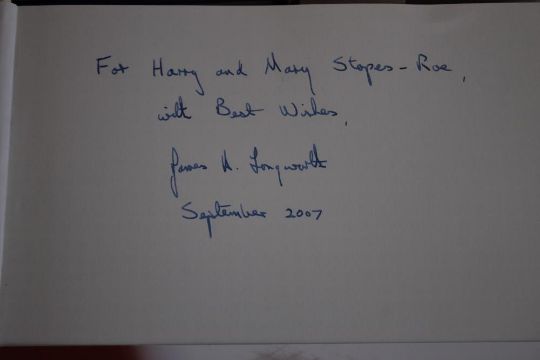 For Harry and Mary Stopes-Roe,
with Best Wishes,
James H. Longworth
September 2007